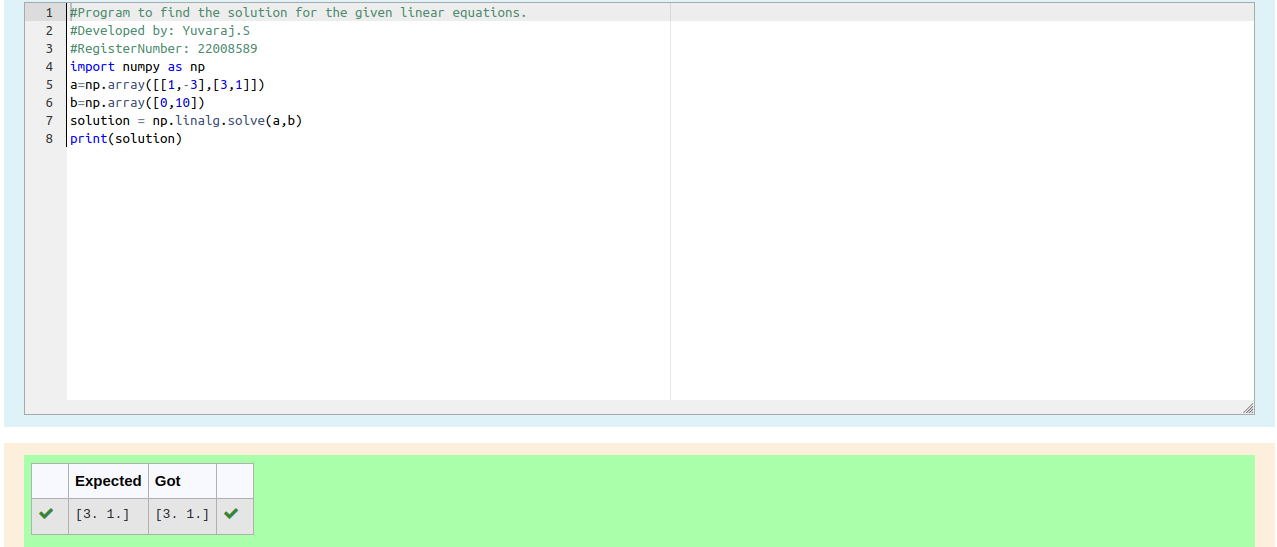 1 #Program to find the solution for the given linear equations.
2 #Developed by: Yuvaraj.S
3 #RegisterNumber: 22008589
4 import numpy as np
5 a=np.array([[1,-3],[3,1]])
6 b=np.array([0,10])
7 solution = np.linalg.solve(a,b)
8 print(solution)
Expected Got
[3. 1.] [3. 1.]